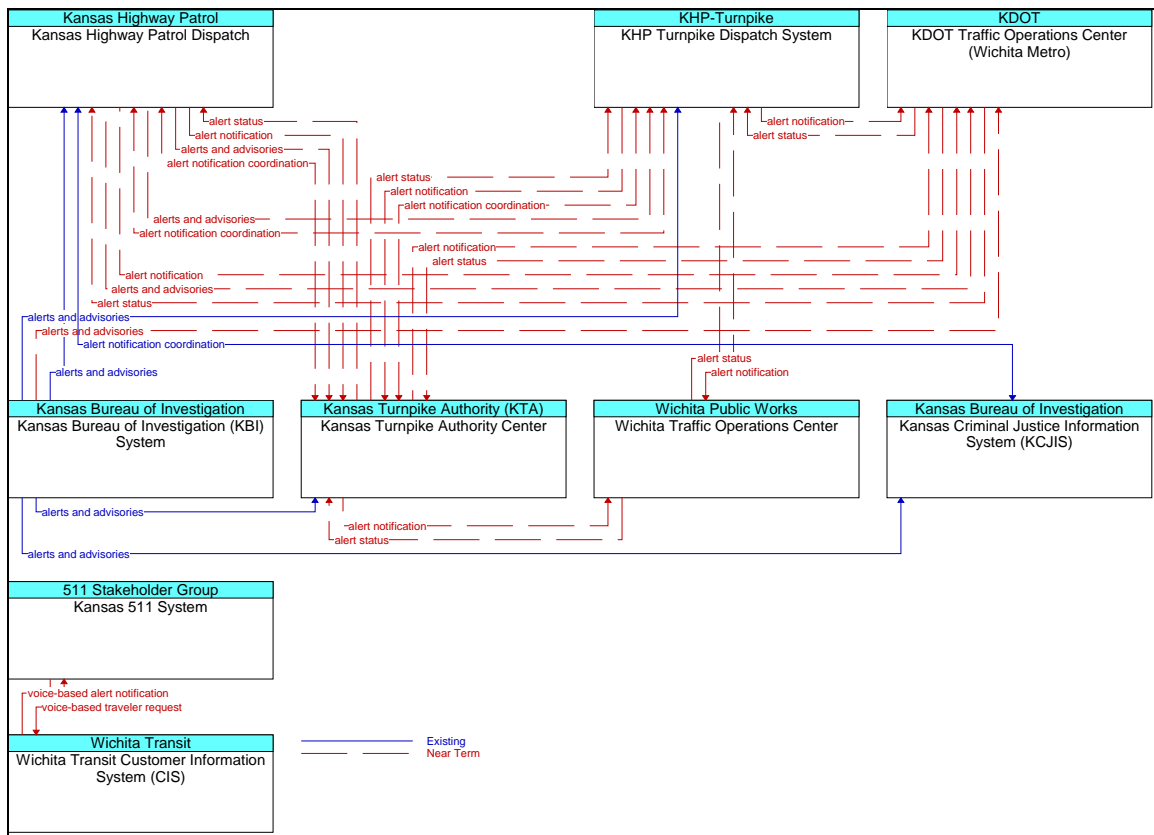 Kansas Highway Patrol
Kansas Highway Patrol Dispatch
KHP-Turnpike
KHP Turnpike Dispatch System
KDOT
KDOT Traffic Operations Center
(Wichita Metro)
alert status
alert notification
alerts and advisories
alert notification coordination
alert notification
alert status
alert status
alert notification
alert notification coordination
alerts and advisories
alert notification coordination
alert notification
alert status
alert notification
alerts and advisories
alert status
alerts and advisories
alerts and advisories
alert notification coordination
alerts and advisories
alert status
alert notification
Kansas Bureau of Investigation
Kansas Bureau of Investigation (KBI)
System
Kansas Turnpike Authority (KTA)
Kansas Turnpike Authority Center
Wichita Public Works
Wichita Traffic Operations Center
Kansas Bureau of Investigation
Kansas Criminal Justice Information
System (KCJIS)
alerts and advisories
alert notification
alert status
alerts and advisories
511 Stakeholder Group
Kansas 511 System
voice-based alert notification
voice-based traveler request
Wichita Transit
Wichita Transit Customer Information
System (CIS)
Existing
Near Term